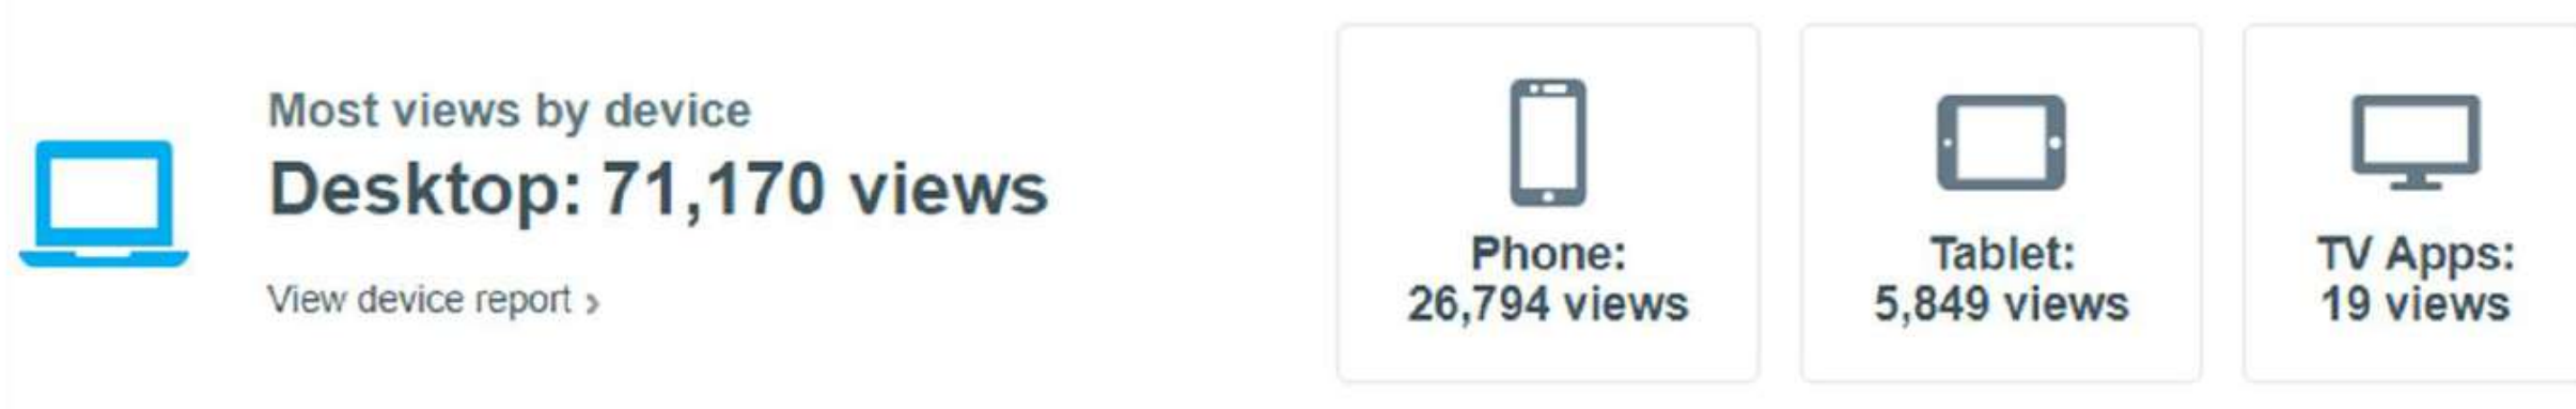 Most views by device
Desktop: 71,170 views
View device report ›
Phone:
26,794 views
Tablet:
5,849 views
TV Apps:
19 views